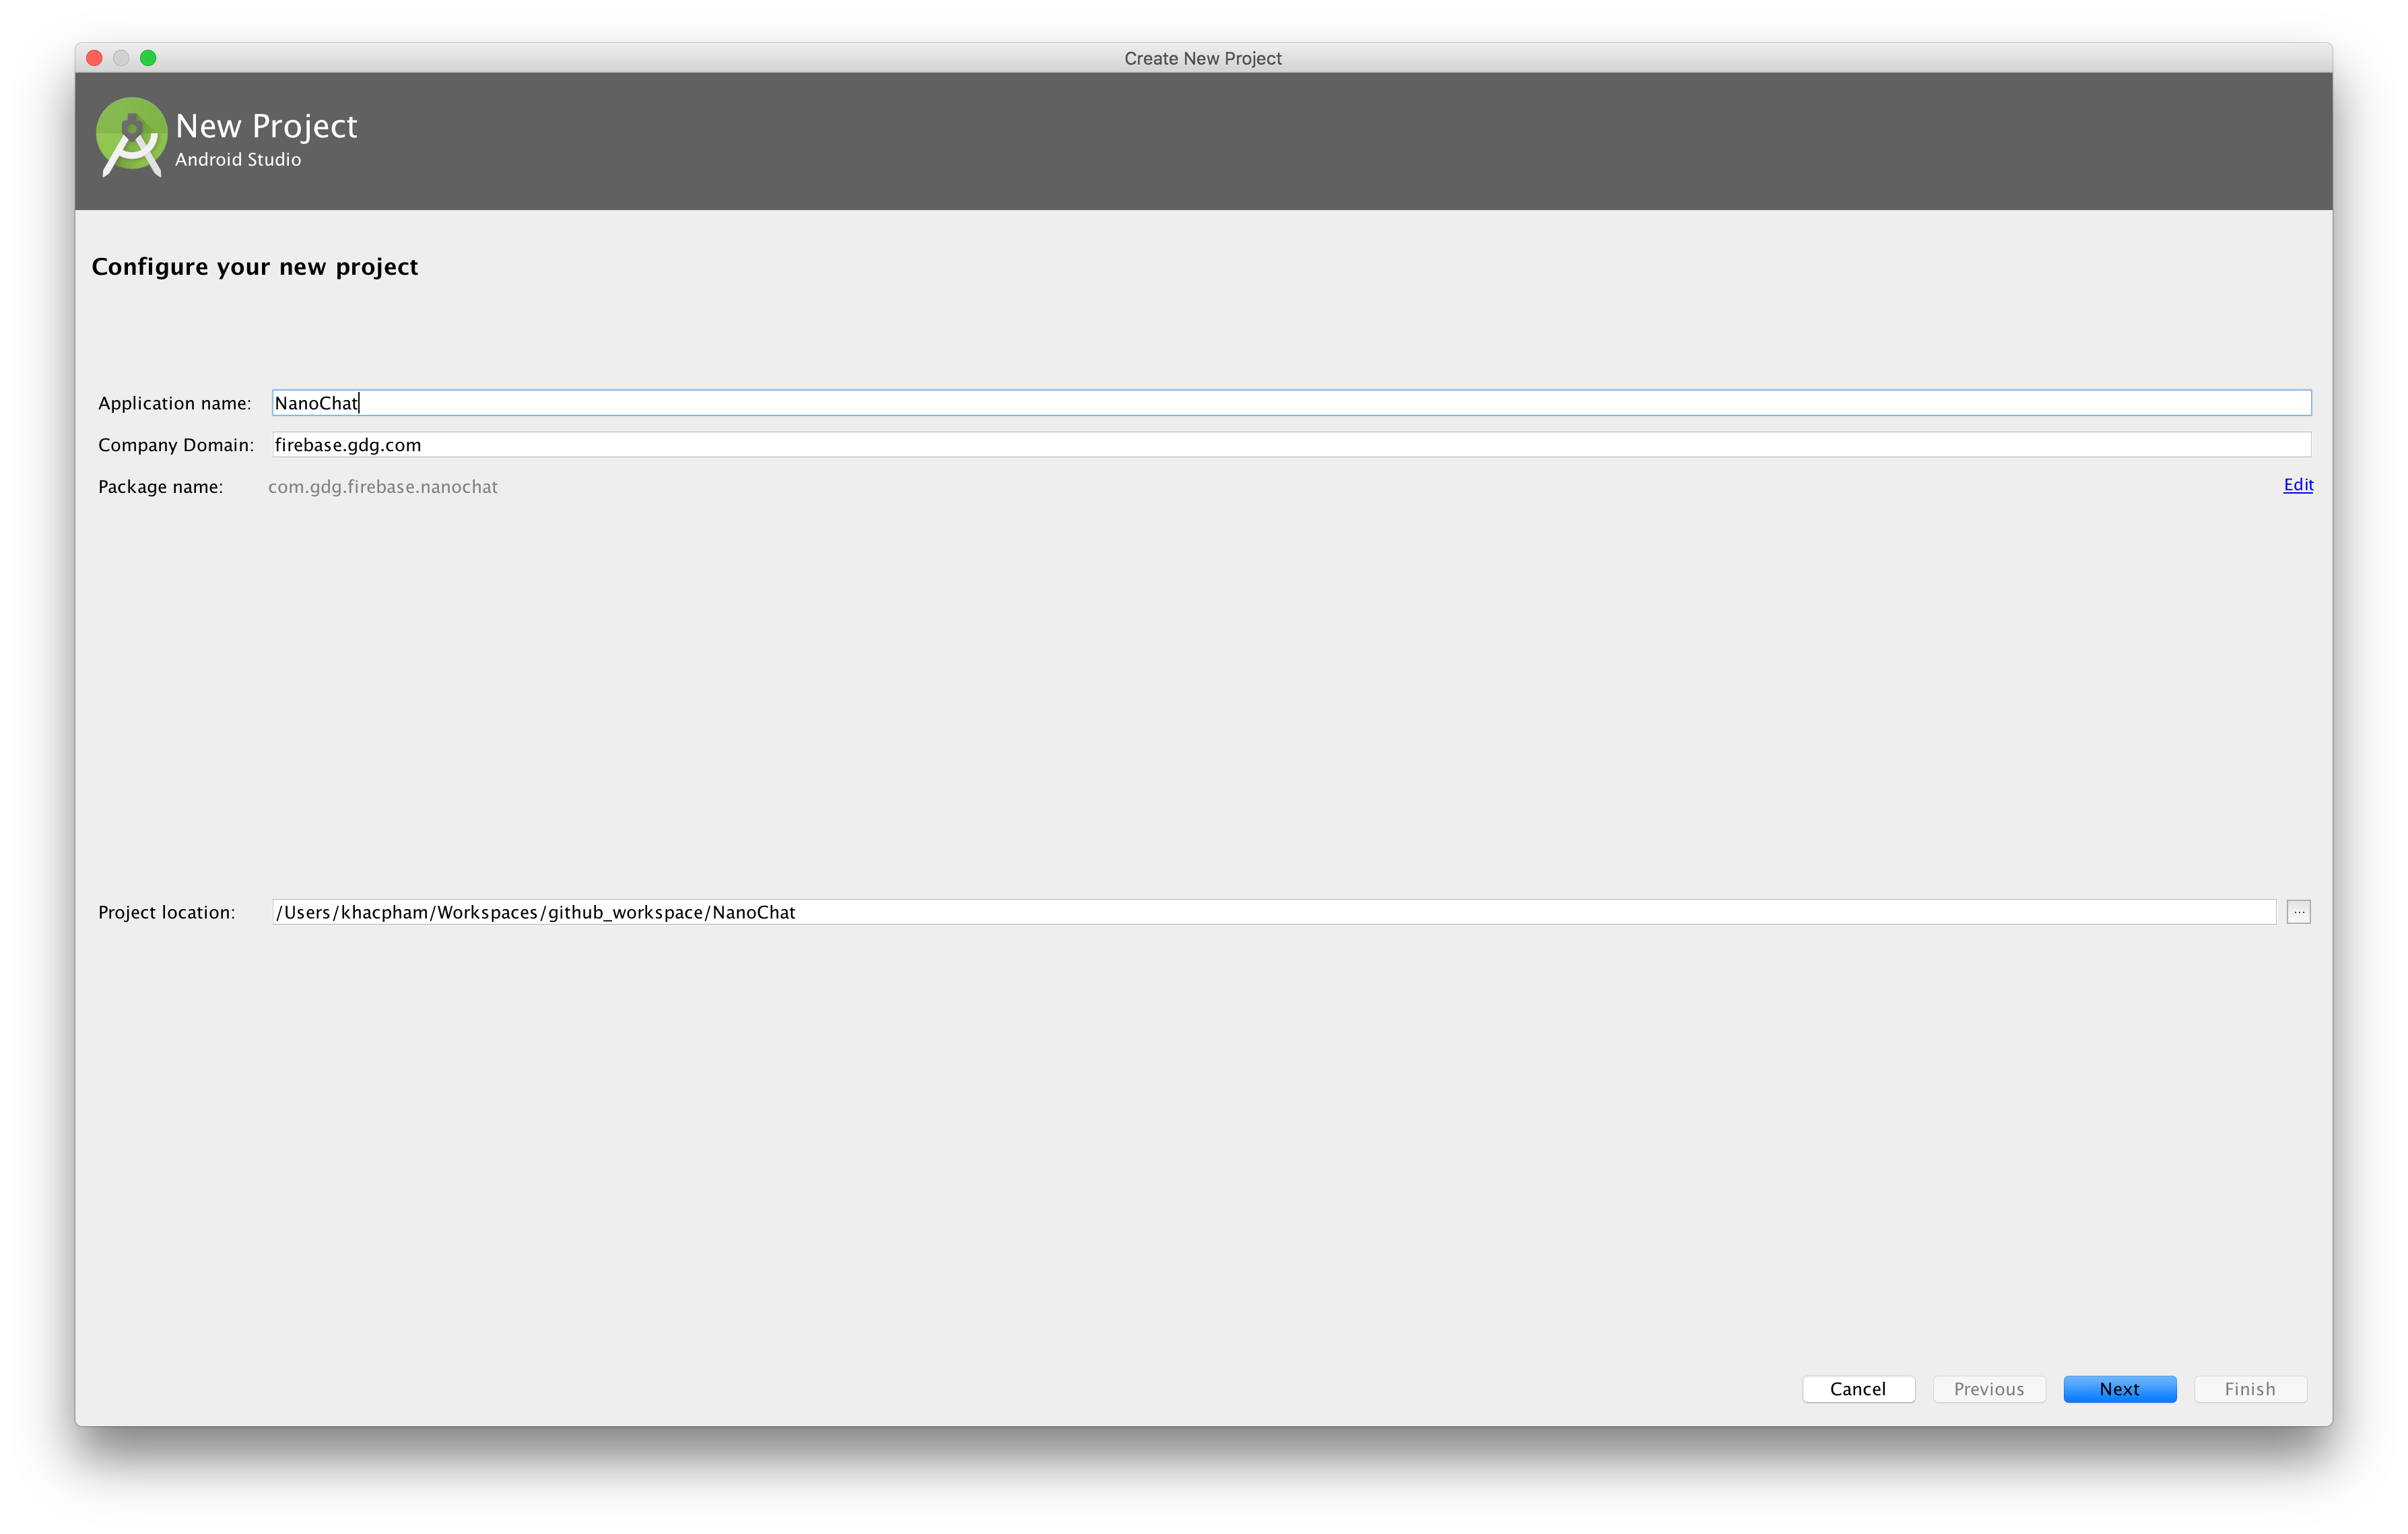 Create New Project
New Project
Android Studio
Configure your new project
Application name: NanoChat
Company Domain: firebase.gdg.com
Package name: com.gdg.firebase.nanochat Edit
Project location: /Users/khacpham/Workspaces/github_workspace/NanoChat ...
Cancel Previous Next Finish